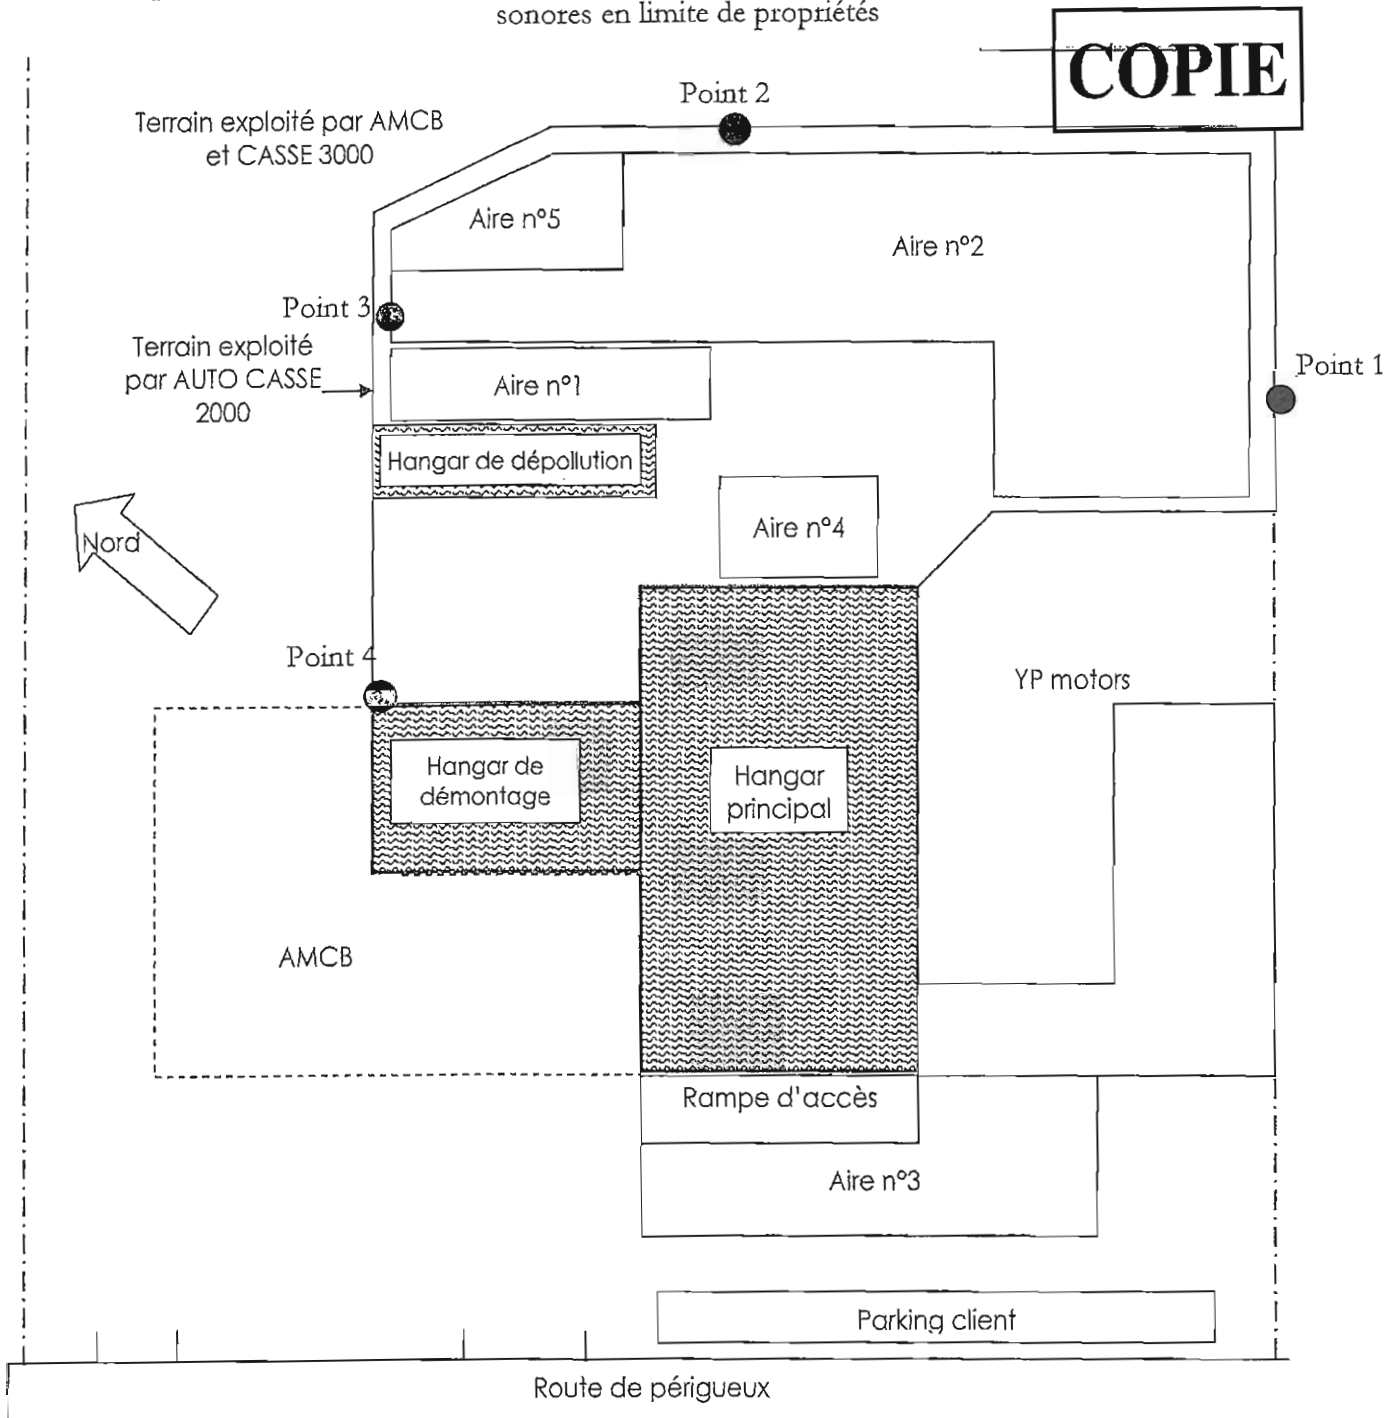 sonores en limite de propriétés
COPIE
Point 2
Terrain exploité par AMCB
et CASSE 3000
Aire n°5
Aire n°2
Point 3
Terrain exploité
par AUTO CASSE
2000
Aire n°1
Point 1
Hangar de dépollution
Aire n°4
Nord
Point 4
YP motors
Hangar de
démontage
Hangar
principal
AMCB
Rampe d'accès
Aire n°3
Parking client
Route de périgueux